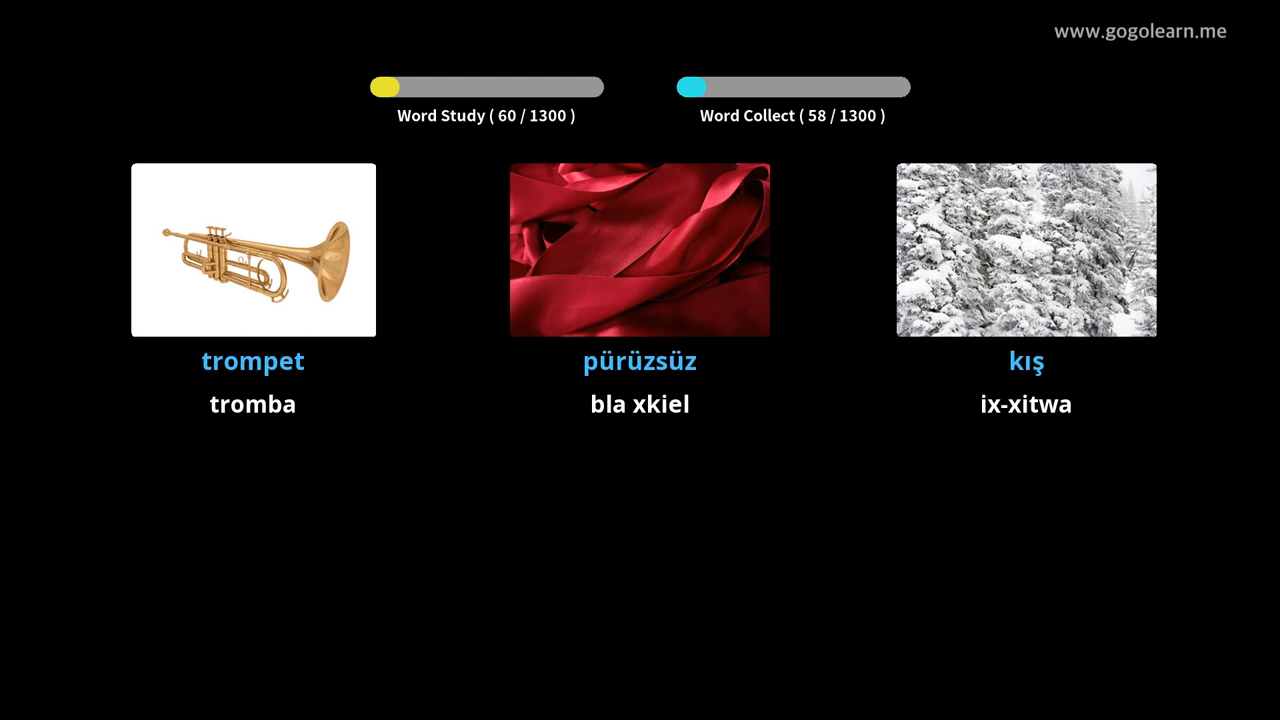 www.gogolearn.me
Word Study ( 60 / 1300 )
Word Collect ( 58 / 1300 )
trompet
tromba
pürüzsüz
bla xkiel
kış
ix-xitwa